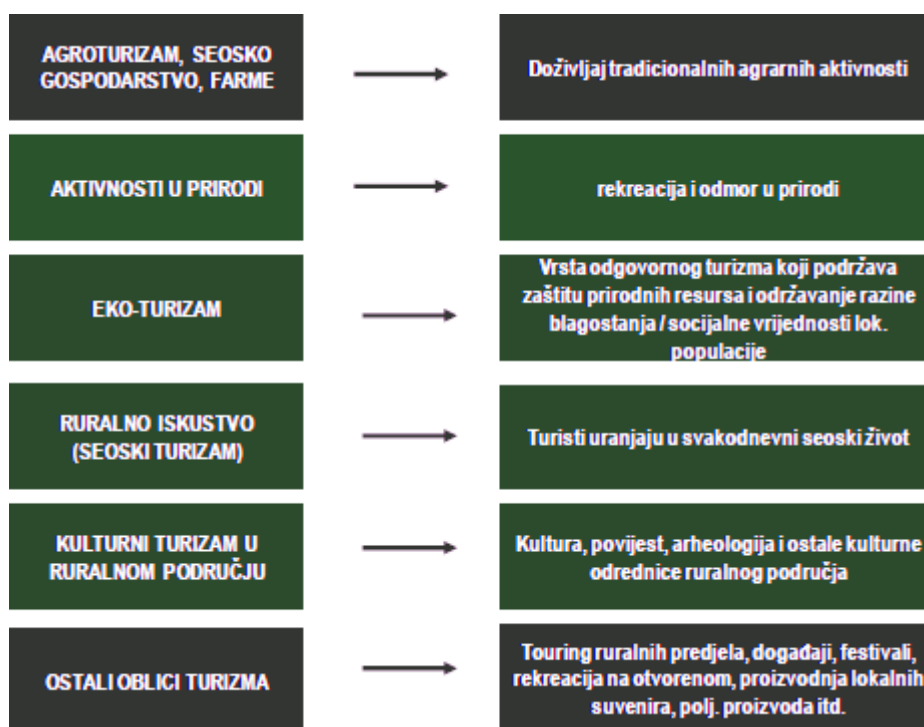 AGROTURIZAM, SEOSKO
GOSPODARSTVO, FARME
Doživljaj tradicionalnih agrarnih aktivnosti
AKTIVNOSTI U PRIRODI
rekreacija i odmor u prirodi
EKO-TURIZAM
Vrsta odgovornog turizma koji podržava
zaštitu prirodnih resursa i održavanje razine
blagostanja / socijalne vrijednosti lok.
populacije
RURALNO ISKUSTVO
(SEOSKI TURIZAM)
Turisti uranjaju u svakodnevni seoski život
KULTURNI TURIZAM U
RURALNOM PODRUČJU
Kultura, povijest, arheologija i ostale kulturne
odrednice ruralnog područja
OSTALI OBLICI TURIZMA
Touring ruralnih predjela, događaji, festivali,
rekreacija na otvorenom, proizvodnja lokalnih
suvenira, polj. proizvoda itd.